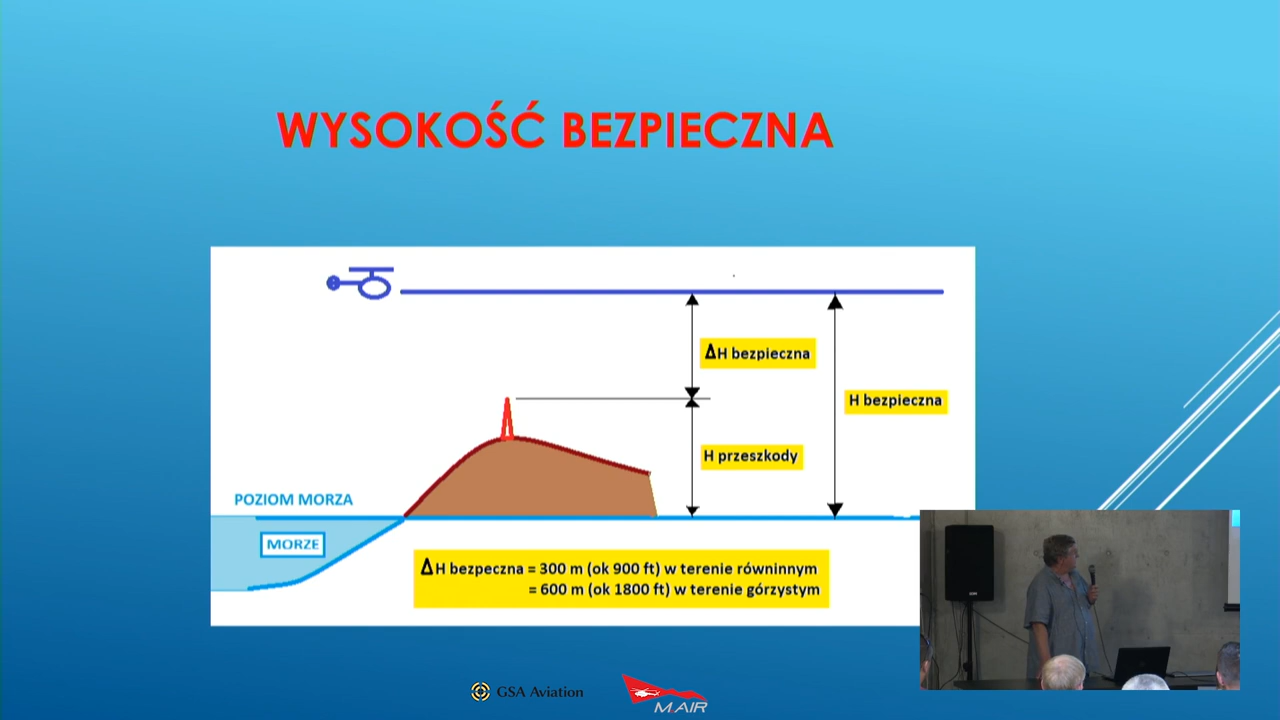 WYSOKOŚĆ BEZPIECZNA
ΔH bezpieczna
H bezpieczna
H przeszkody
POZIOM MORZA
MORZE
ΔH bezpeczna = 300 m (ok 900 ft) w terenie równinnym
= 600 m (ok 1800 ft) w terenie górzystym
GSA Aviation
M.AIR